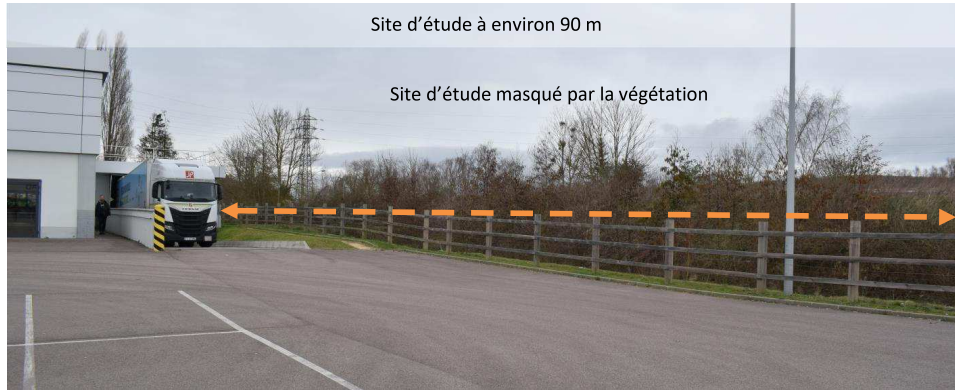 Site d'étude à environ 90 m
Site d'étude masqué par la végétation